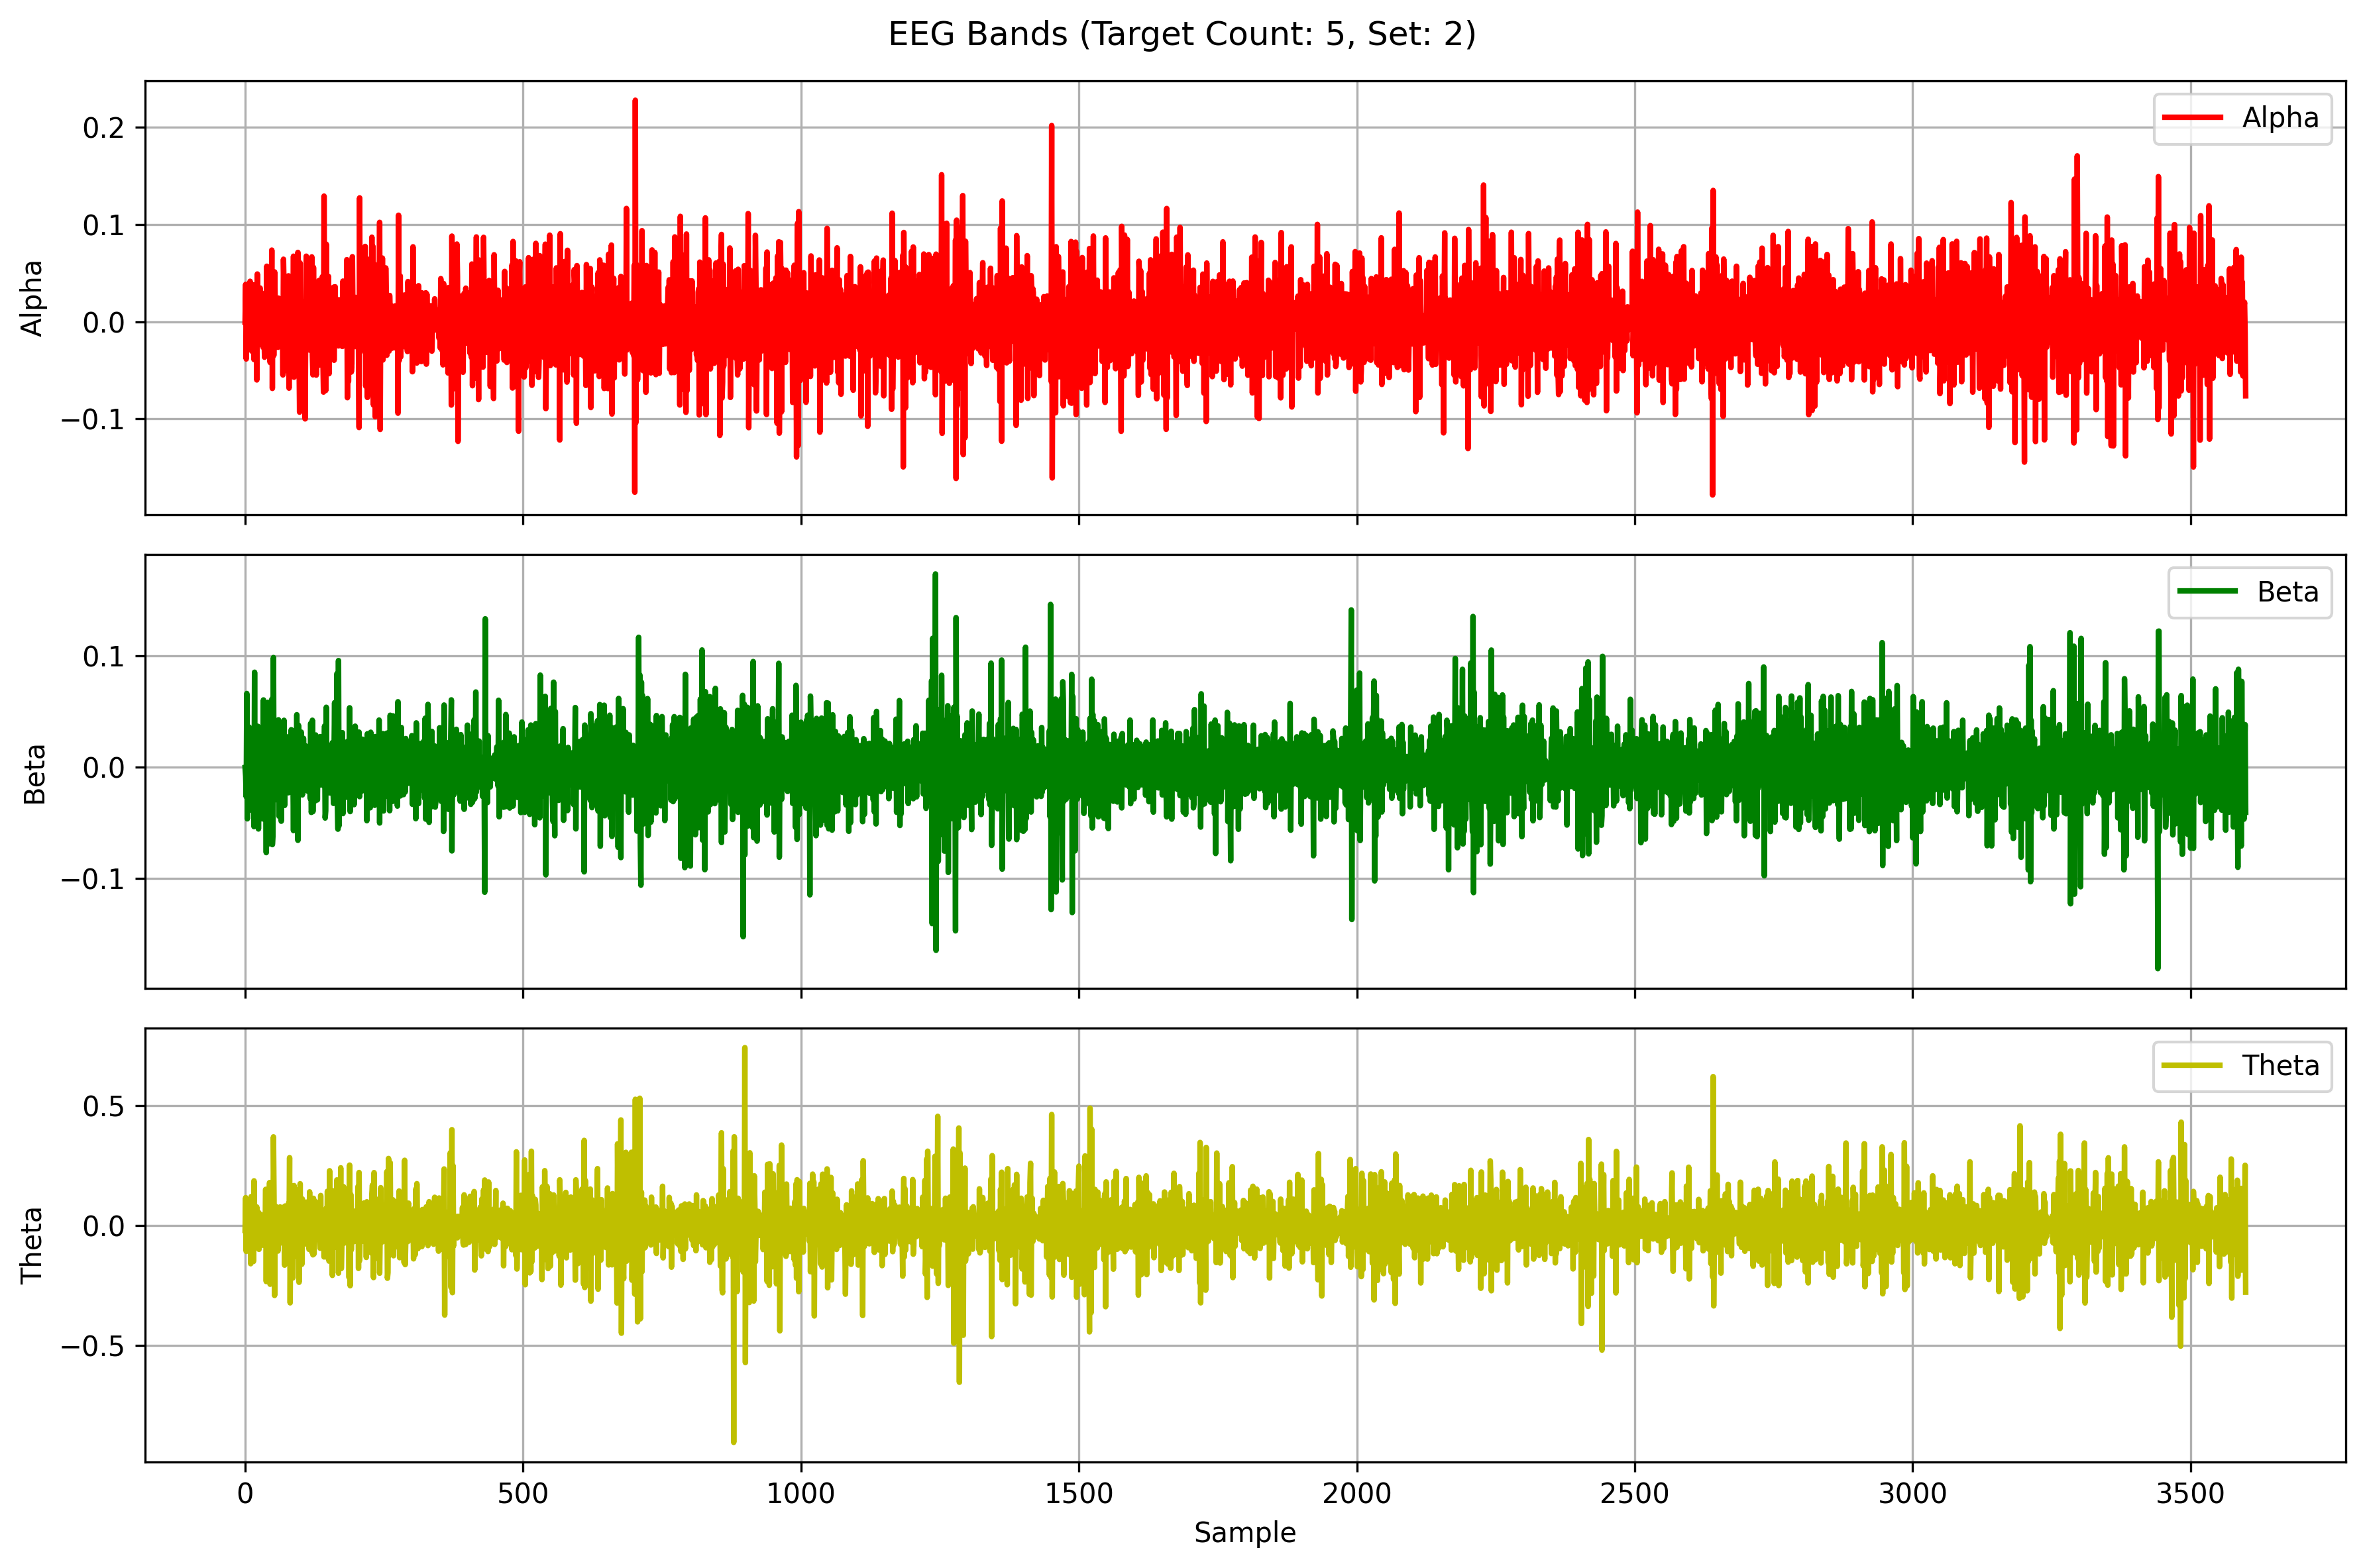 EEG Bands (Target Count: 5, Set: 2)
Alpha
0.2
0.1
0.0
−0.1
Alpha
Beta
0.1
0.0
−0.1
Beta
Theta
0.5
0.0
−0.5
Theta
0 500 1000 1500 2000 2500 3000 3500
Sample